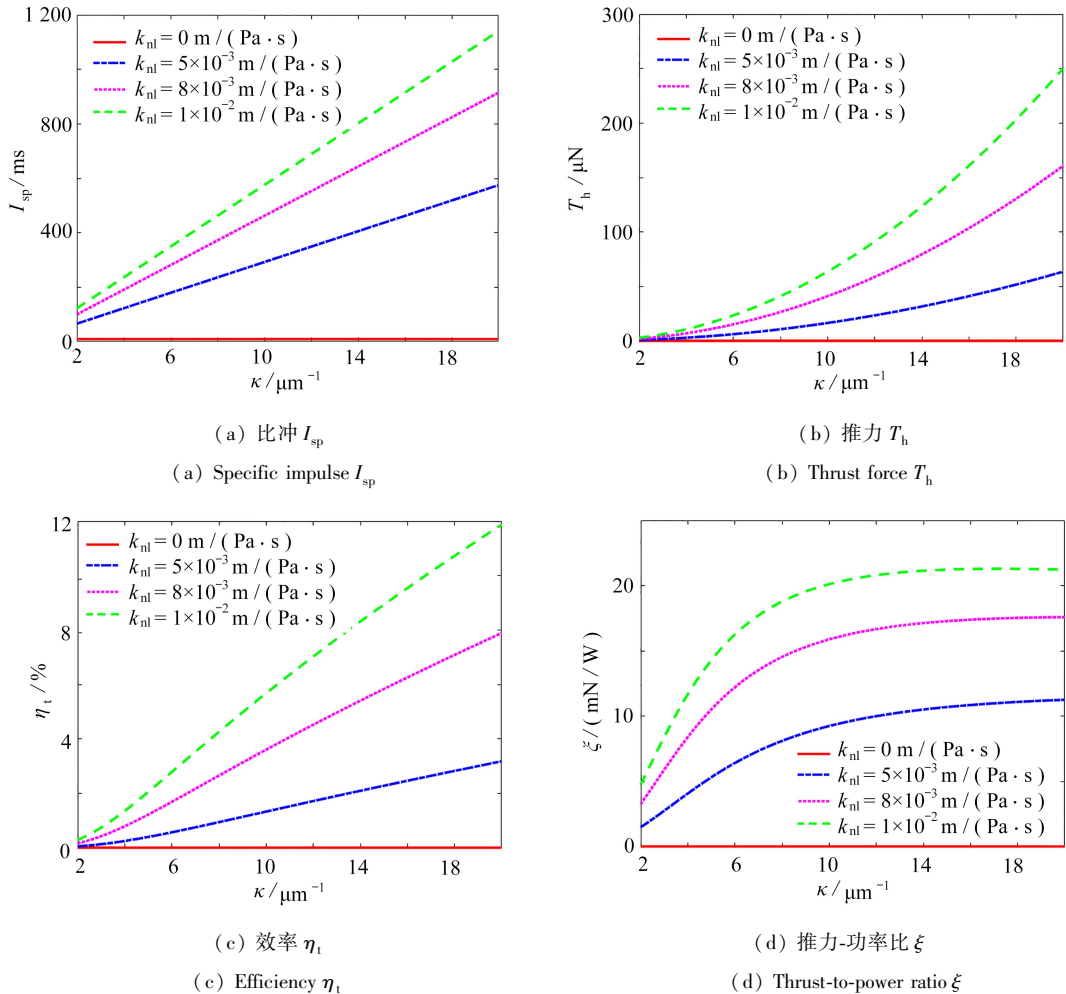 1 200
800
400
0
I_sp / ms
k_nl = 0 m / ( Pa · s )
k_nl = 5×10⁻³ m / ( Pa · s )
k_nl = 8×10⁻³ m / ( Pa · s )
k_nl = 1×10⁻² m / ( Pa · s )
2 6 10 14 18
κ / μm⁻¹
(a) 比冲 I_sp
(a) Specific impulse I_sp
300
200
100
0
T_h / μN
k_nl = 0 m / ( Pa · s )
k_nl = 5×10⁻³ m / ( Pa · s )
k_nl = 8×10⁻³ m / ( Pa · s )
k_nl = 1×10⁻² m / ( Pa · s )
2 6 10 14 18
κ / μm⁻¹
(b) 推力 T_h
(b) Thrust force T_h
12
8
4
0
η_t / %
k_nl = 0 m / ( Pa · s )
k_nl = 5×10⁻³ m / ( Pa · s )
k_nl = 8×10⁻³ m / ( Pa · s )
k_nl = 1×10⁻² m / ( Pa · s )
2 6 10 14 18
κ / μm⁻¹
(c) 效率 η_t
(c) Efficiency η_t
20
10
0
ξ / ( mN / W )
k_nl = 0 m / ( Pa · s )
k_nl = 5×10⁻³ m / ( Pa · s )
k_nl = 8×10⁻³ m / ( Pa · s )
k_nl = 1×10⁻² m / ( Pa · s )
2 6 10 14 18
κ / μm⁻¹
(d) 推力-功率比 ξ
(d) Thrust-to-power ratio ξ